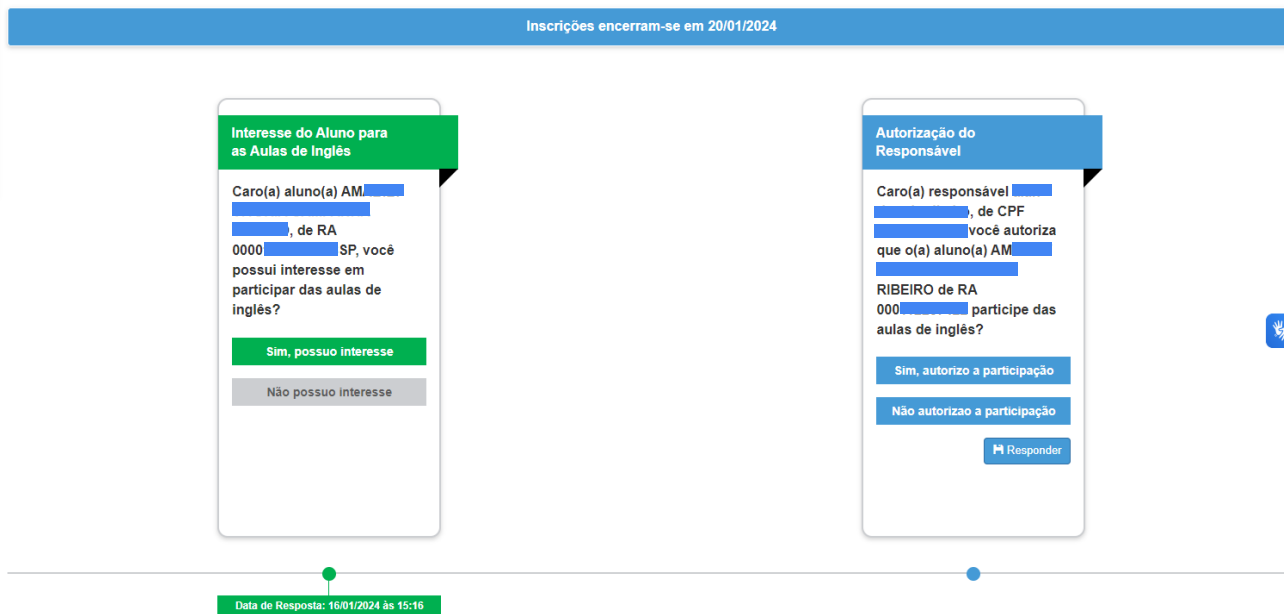 Inscrições encerram-se em 20/01/2024
Interesse do Aluno para
as Aulas de Inglês
Caro(a) aluno(a)
, de RA
0000 SP, você
possui interesse em
participar das aulas de
inglês?
Sim, possuo interesse
Não possuo interesse
Data de Resposta: 16/01/2024 às 15:16
Autorização do
Responsável
Caro(a) responsável
, de CPF
você autoriza
que o(a) aluno(a) AM
RIBEIRO de RA
000 participe das
aulas de inglês?
Sim, autorizo a participação
Não autorizao a participação
Responder